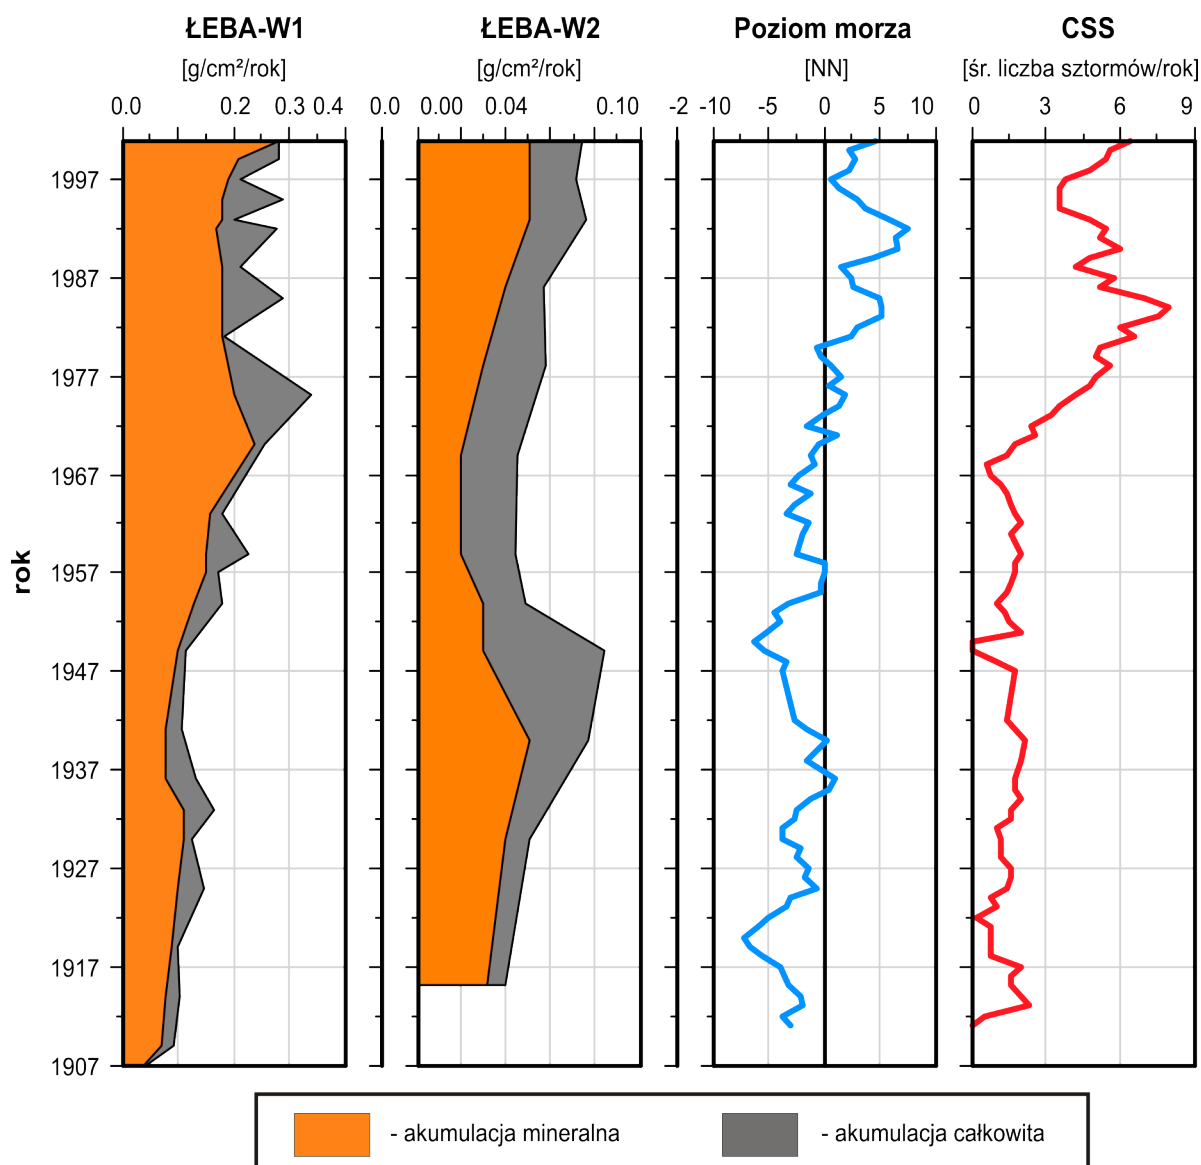 ŁEBA-W1 ŁEBA-W2 Poziom morza CSS
[g/cm²/rok] [g/cm²/rok] [NN] [śr. liczba sztormów/rok]
0.0 0.2 0.3 0.4 0.0 0.00 0.04 0.10 -2 -10 -5 0 5 10 0 3 6 9
1997
1987
1977
1967
1957
rok
1947
1937
1927
1917
1907
- akumulacja mineralna - akumulacja całkowita